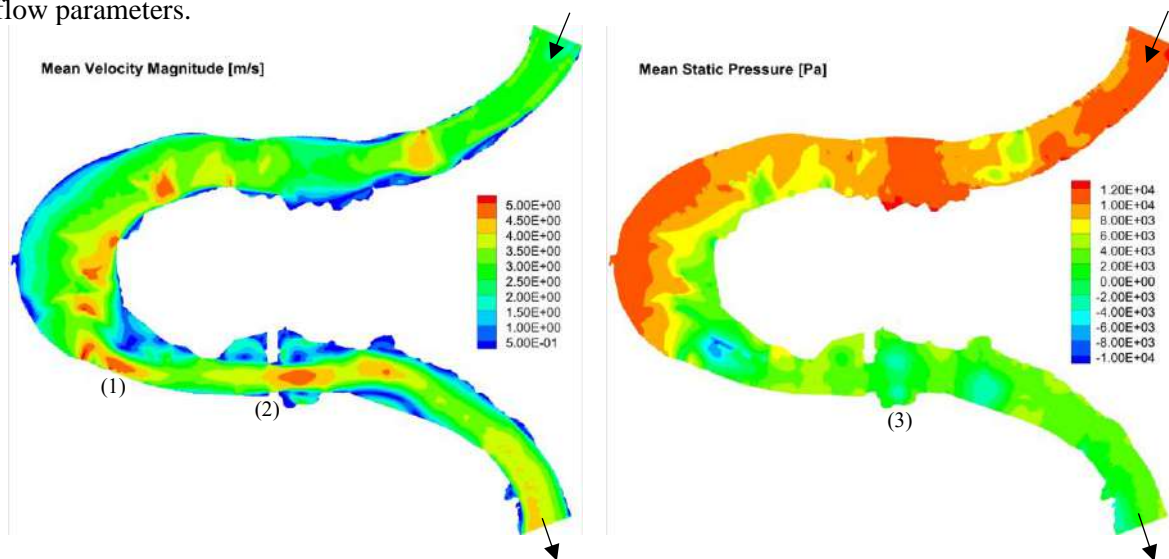 flow parameters.
Mean Velocity Magnitude [m/s]
5.00E+00
4.50E+00
4.00E+00
3.50E+00
3.00E+00
2.50E+00
2.00E+00
1.50E+00
1.00E+00
5.00E-01
(1)
(2)
Mean Static Pressure [Pa]
1.20E+04
1.00E+04
8.00E+03
6.00E+03
4.00E+03
2.00E+03
0.00E+00
-2.00E+03
-4.00E+03
-6.00E+03
-8.00E+03
-1.00E+04
(3)